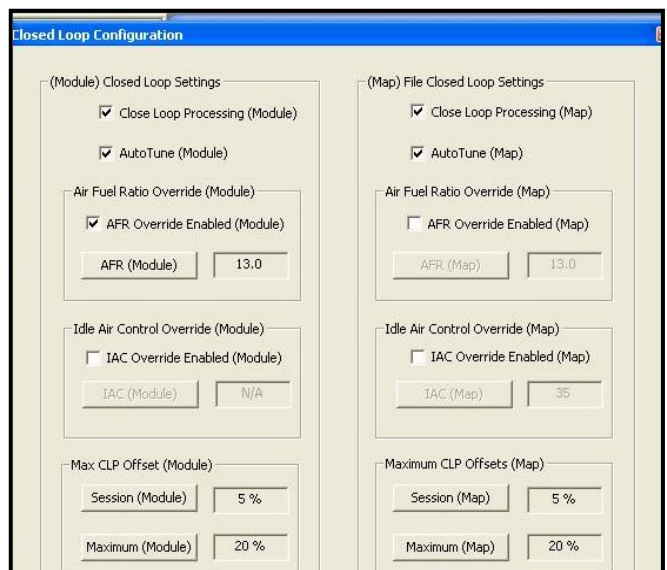 Closed Loop Configuration
(Module) Closed Loop Settings
Close Loop Processing (Module)
AutoTune (Module)
Air Fuel Ratio Override (Module)
AFR Override Enabled (Module)
AFR (Module)
13.0
Idle Air Control Override (Module)
IAC Override Enabled (Module)
IAC (Module)
N/A
Max CLP Offset (Module)
Session (Module)
5 %
Maximum (Module)
20 %
(Map) File Closed Loop Settings
Close Loop Processing (Map)
AutoTune (Map)
Air Fuel Ratio Override (Map)
AFR Override Enabled (Map)
AFR (Map)
13.0
Idle Air Control Override (Map)
IAC Override Enabled (Map)
IAC (Map)
35
Maximum CLP Offsets (Map)
Session (Map)
5 %
Maximum (Map)
20 %